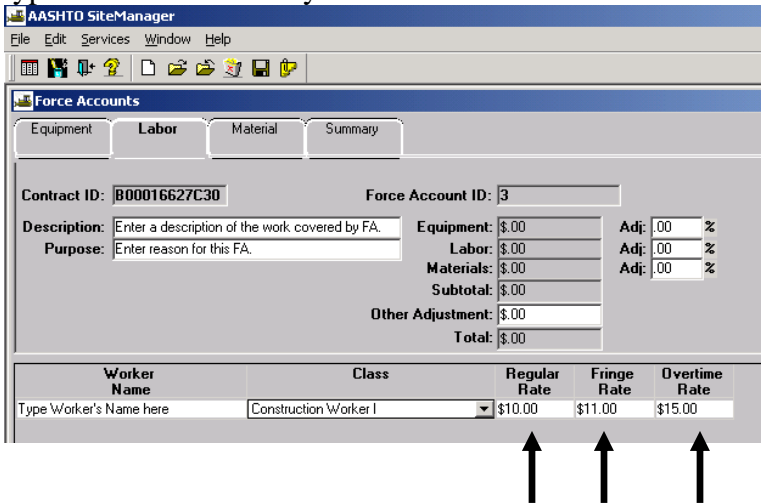 AASHTO SiteManager
File Edit Services Window Help
Force Accounts
Equipment Labor Material Summary
Contract ID: B00016627C30 Force Account ID: 3
Description: Enter a description of the work covered by FA. Equipment: $.00 Adj: .00 %
Purpose: Enter reason for this FA. Labor: $.00 Adj: .00 %
Materials: $.00 Adj: .00 %
Subtotal: $.00
Other Adjustment: $.00
Total: $.00
Worker Name Class Regular Rate Fringe Rate Overtime Rate
Type Worker's Name here Construction Worker I $10.00 $11.00 $15.00